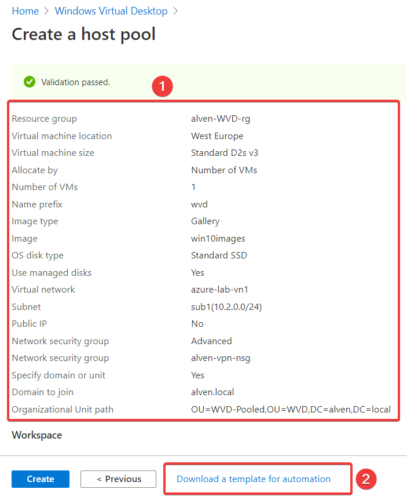 Home > Windows Virtual Desktop >
Create a host pool
Validation passed.
1
Resource group alven-WVD-rg
Virtual machine location West Europe
Virtual machine size Standard D2s v3
Allocate by Number of VMs
Number of VMs 1
Name prefix wvd
Image type Gallery
Image win10images
OS disk type Standard SSD
Use managed disks Yes
Virtual network azure-lab-vn1
Subnet sub1(10.2.0.0/24)
Public IP No
Network security group Advanced
Network security group alven-vpn-nsg
Specify domain or unit Yes
Domain to join alven.local
Organizational Unit path OU=WVD-Pooled,OU=WVD,DC=alven,DC=local
Workspace
Create < Previous Download a template for automation 2